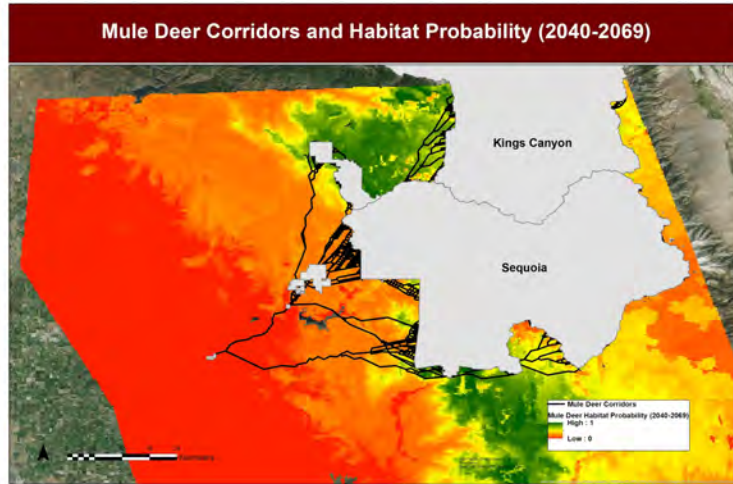 Mule Deer Corridors and Habitat Probability (2040-2069)
Kings Canyon
Sequoia
Mule Deer Corridors
Mule Deer Habitat Probability (2040-2069)
High : 1
Low : 0